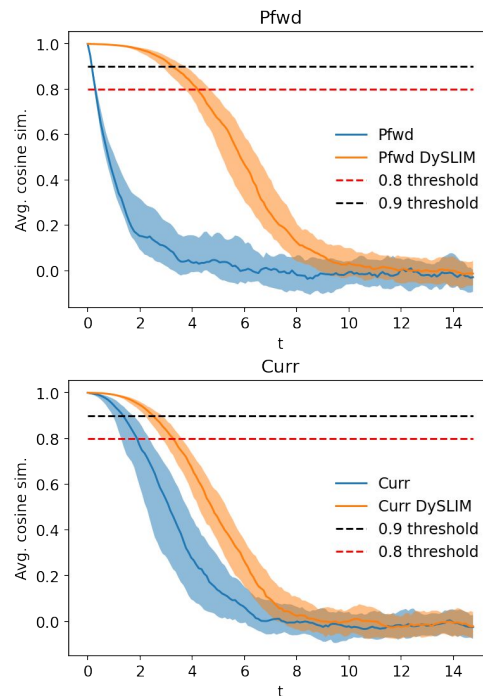 Pfwd
1.0
0.8
0.6
0.4
0.2
0.0
Avg. cosine sim.
Pfwd
Pfwd DySLIM
0.8 threshold
0.9 threshold
0 2 4 6 8 10 12 14
t
Curr
1.0
0.8
0.6
0.4
0.2
0.0
Avg. cosine sim.
Curr
Curr DySLIM
0.9 threshold
0.8 threshold
0 2 4 6 8 10 12 14
t